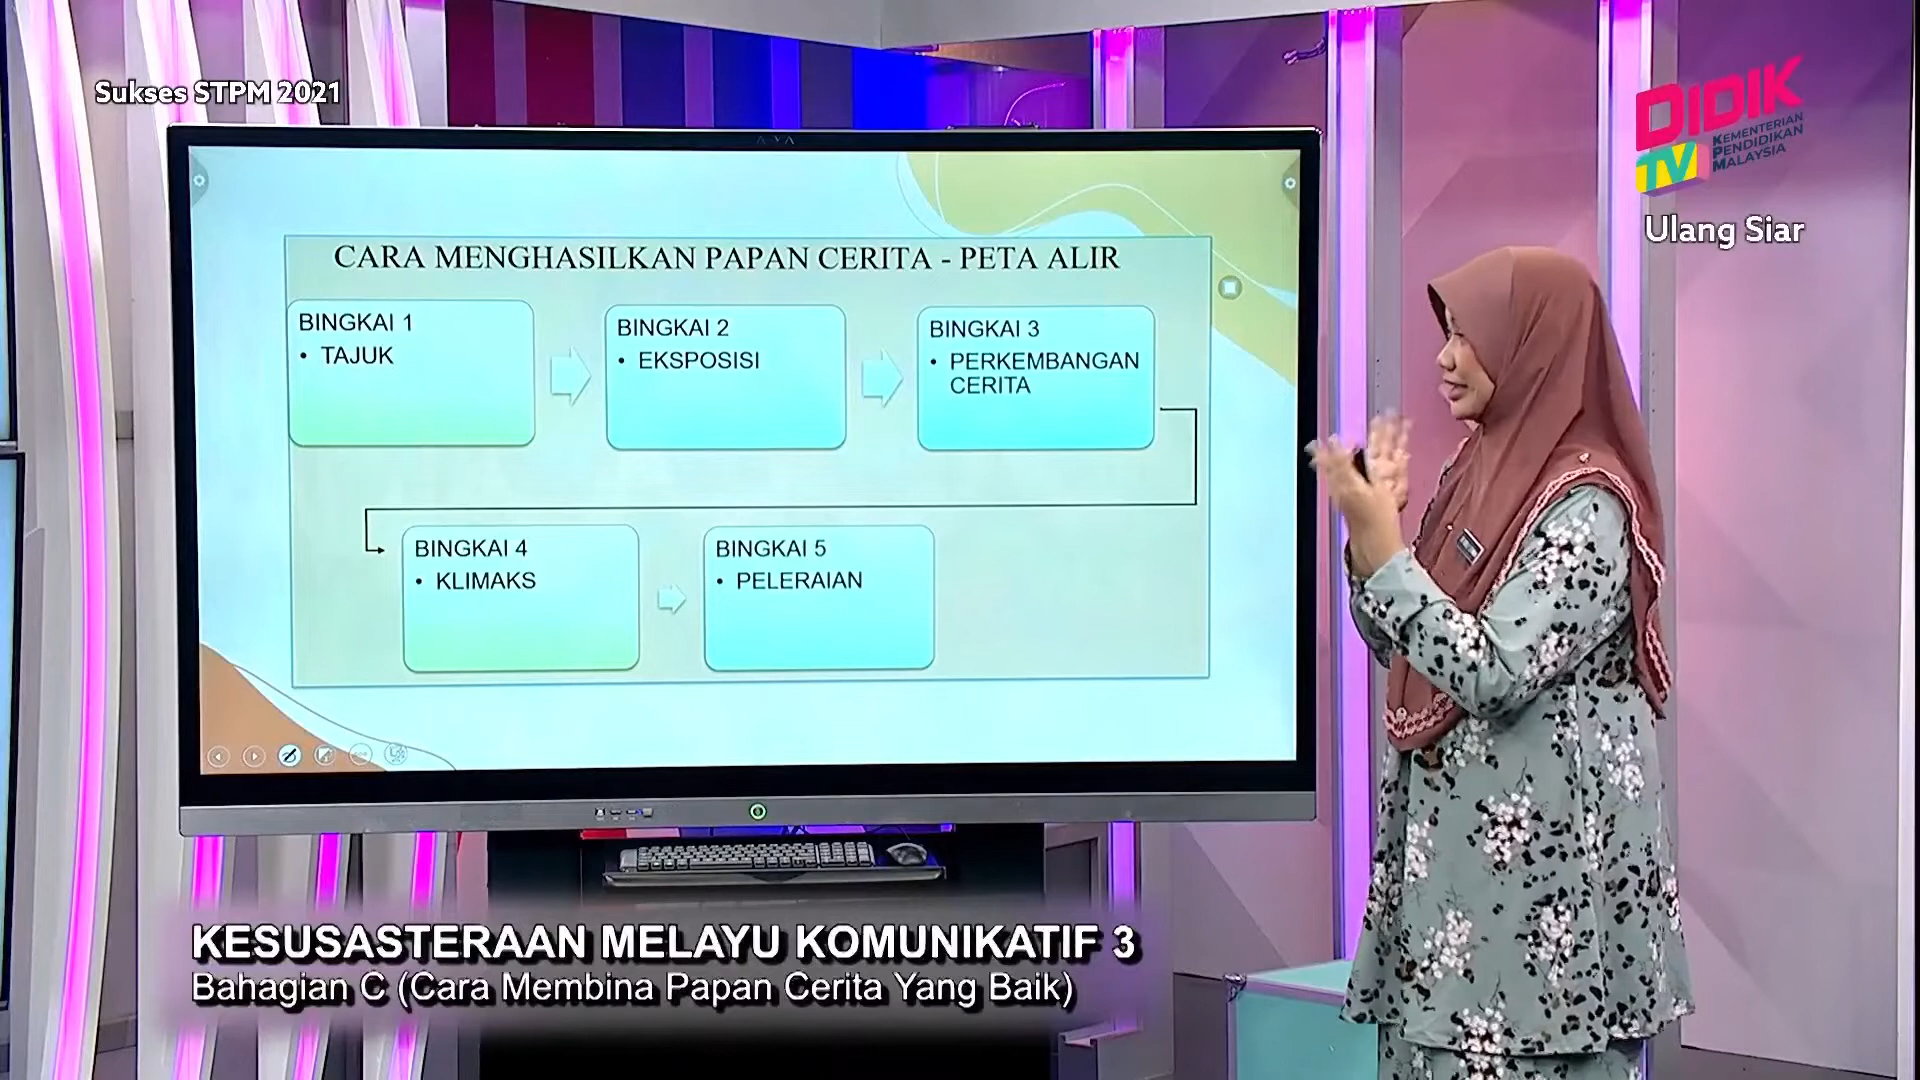 Sukses STPM 2021
DIDIK
TV
KEMENTERIAN
PENDIDIKAN
MALAYSIA
Ulang Siar
CARA MENGHASILKAN PAPAN CERITA - PETA ALIR
BINGKAI 1
• TAJUK
BINGKAI 2
• EKSPOSISI
BINGKAI 3
• PERKEMBANGAN
CERITA
BINGKAI 4
• KLIMAKS
BINGKAI 5
• PELERAIAN
KESUSASTERAAN MELAYU KOMUNIKATIF 3
Bahagian C (Cara Membina Papan Cerita Yang Baik)